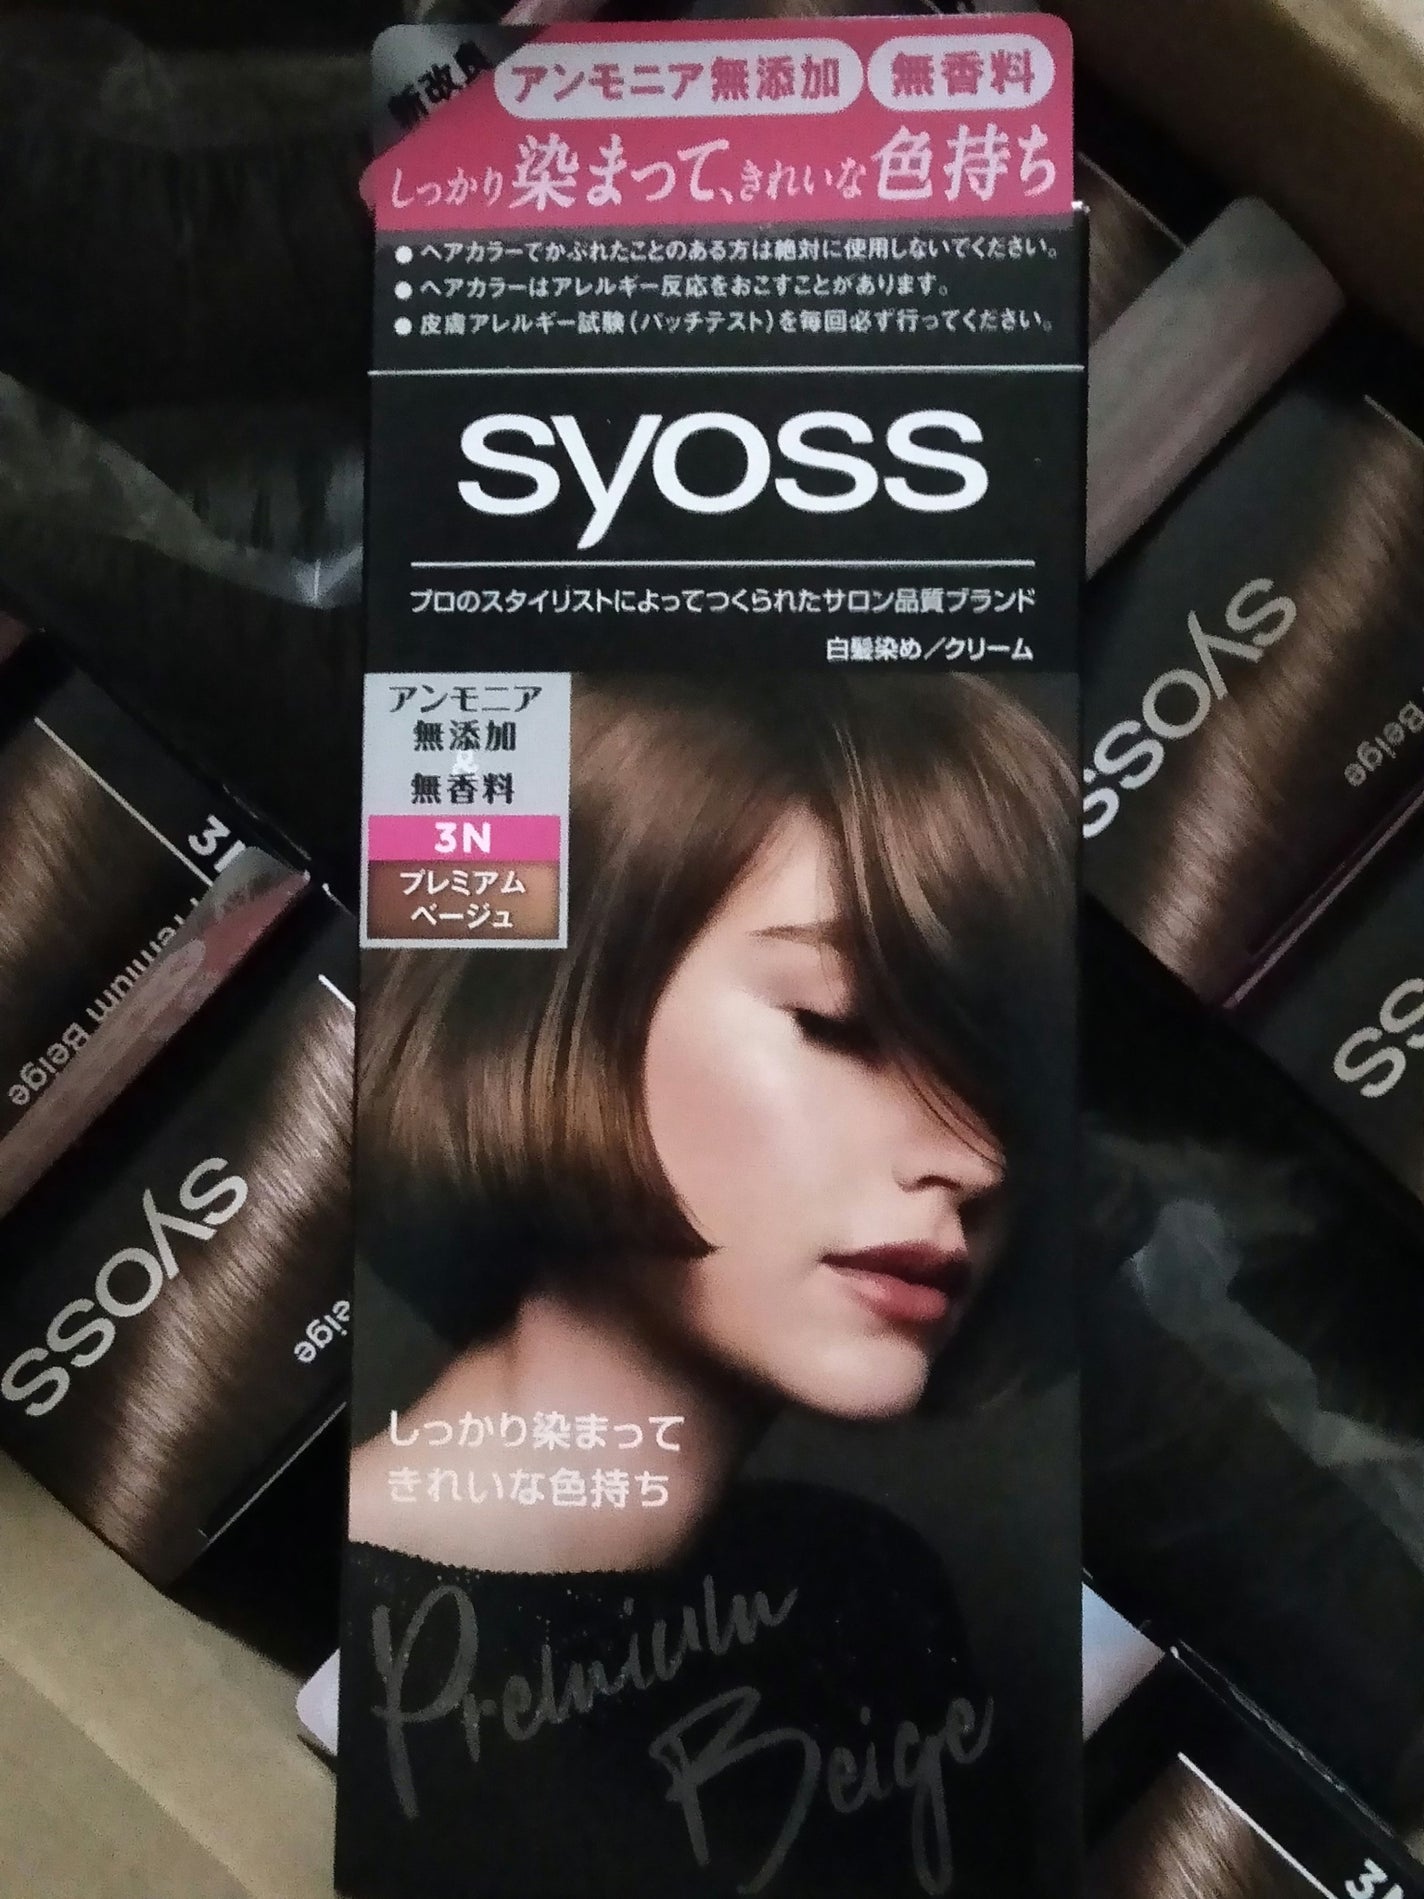 新改良
アンモニア無添加
無香料
しっかり染まって、きれいな色持ち
●ヘアカラーでかぶれたことのある方は絶対に使用しないでください。
●ヘアカラーはアレルギー反応をおこすことがあります。
●皮膚アレルギー試験(パッチテスト)を毎回必ず行ってください。
syoss
プロのスタイリストによってつくられたサロン品質ブランド
白髪染め/クリーム
アンモニア
無添加
&
無香料
3N
プレミアム
ベージュ
しっかり染まって
きれいな色持ち
Premium
Beige
syoss
Beige
syoss
Premium Beige
syoss